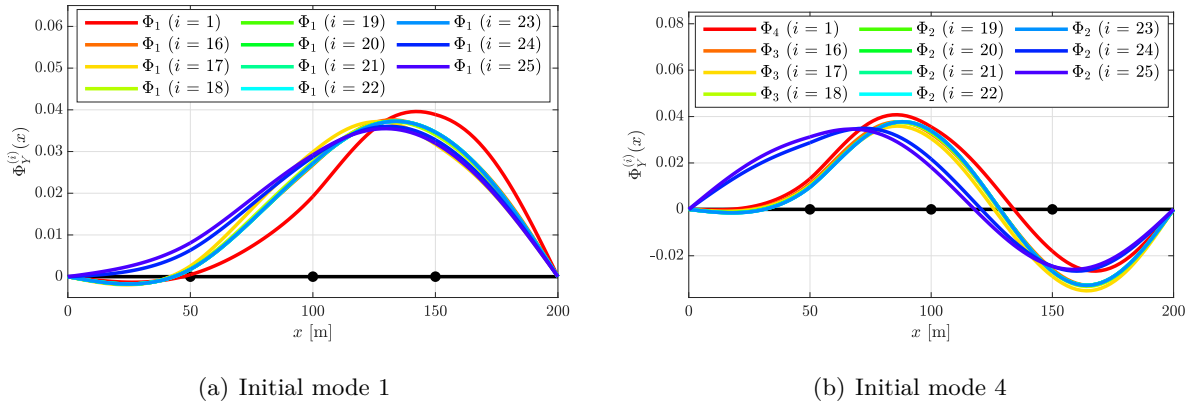 Φ₁ (i = 1) Φ₁ (i = 19) Φ₁ (i = 23)
Φ₁ (i = 16) Φ₁ (i = 20) Φ₁ (i = 24)
Φ₁ (i = 17) Φ₁ (i = 21) Φ₁ (i = 25)
Φ₁ (i = 18) Φ₁ (i = 22)
0.06
0.05
0.04
0.03
0.02
0.01
0
Φ_Y^{(i)}(x)
0 50 100 150 200
x [m]
(a) Initial mode 1
Φ₄ (i = 1) Φ₂ (i = 19) Φ₂ (i = 23)
Φ₃ (i = 16) Φ₂ (i = 20) Φ₂ (i = 24)
Φ₃ (i = 17) Φ₂ (i = 21) Φ₂ (i = 25)
Φ₃ (i = 18) Φ₂ (i = 22)
0.08
0.06
0.04
0.02
0
-0.02
Φ_Y^{(i)}(x)
0 50 100 150 200
x [m]
(b) Initial mode 4